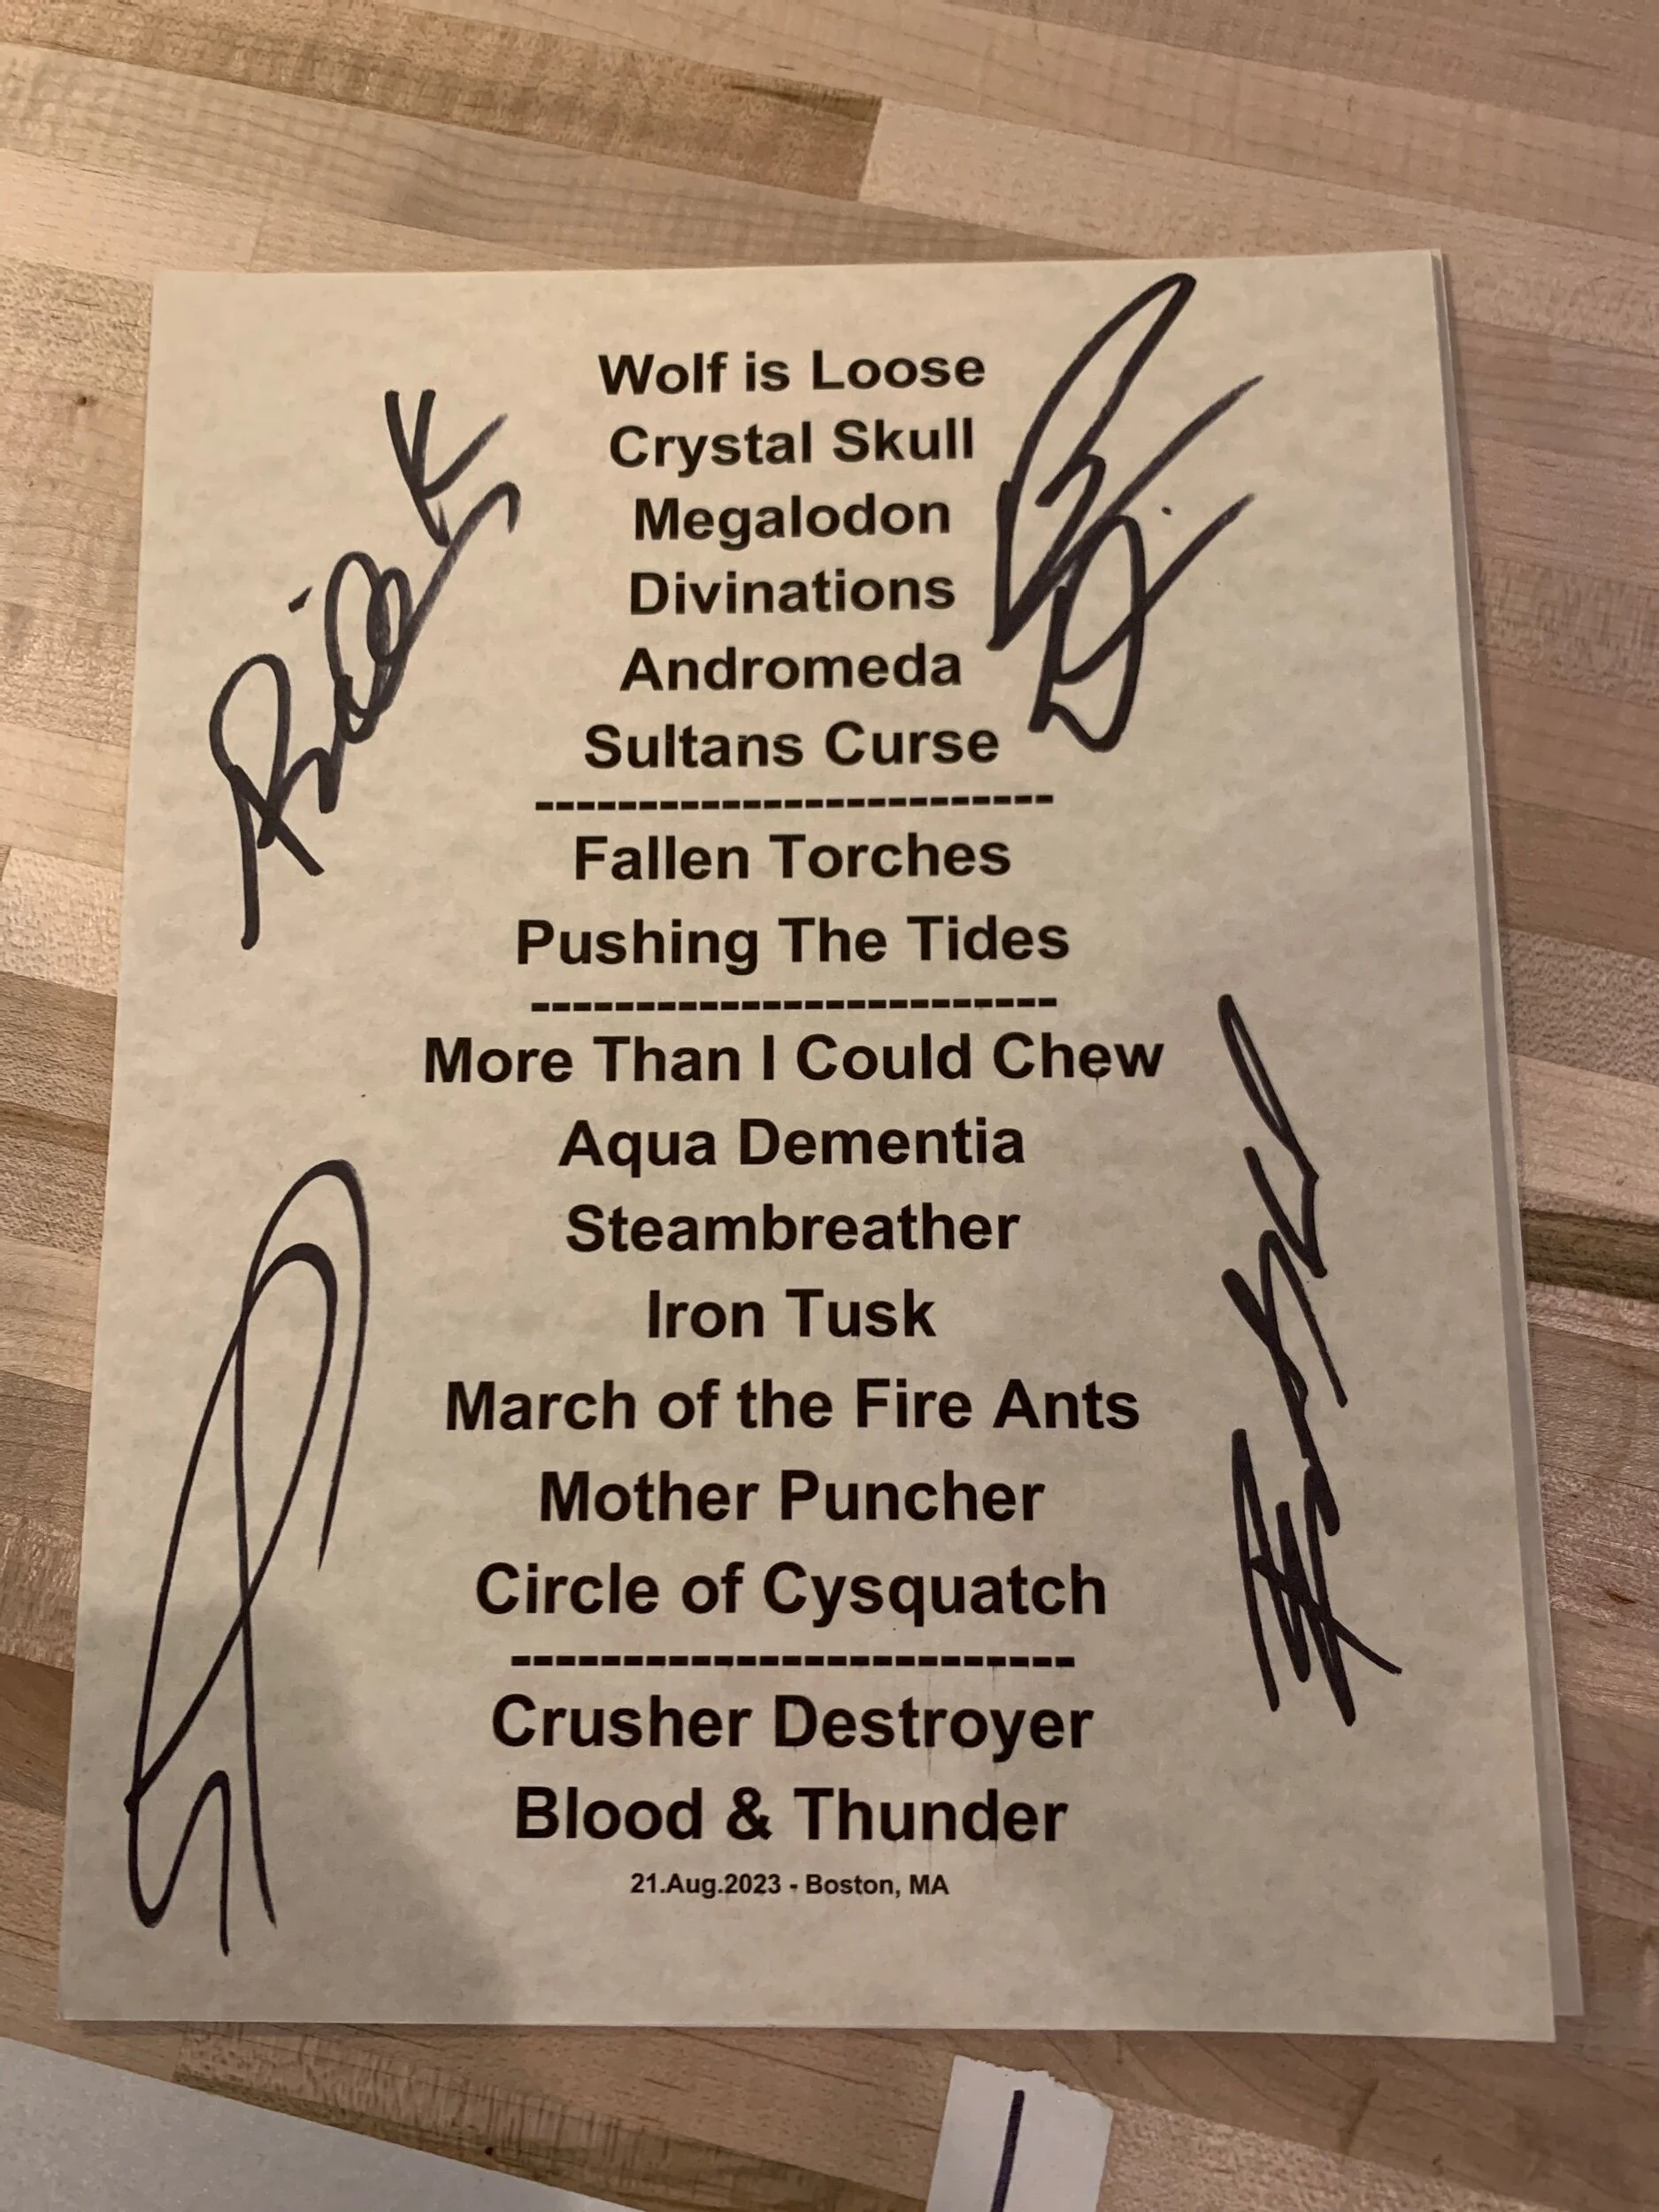 Wolf is Loose
Crystal Skull
Megalodon
Divinations
Andromeda
Sultans Curse
-------------------------
Fallen Torches
Pushing The Tides
-------------------------
More Than I Could Chew
Aqua Dementia
Steambreather
Iron Tusk
March of the Fire Ants
Mother Puncher
Circle of Cysquatch
-------------------------
Crusher Destroyer
Blood & Thunder
21.Aug.2023 - Boston, MA